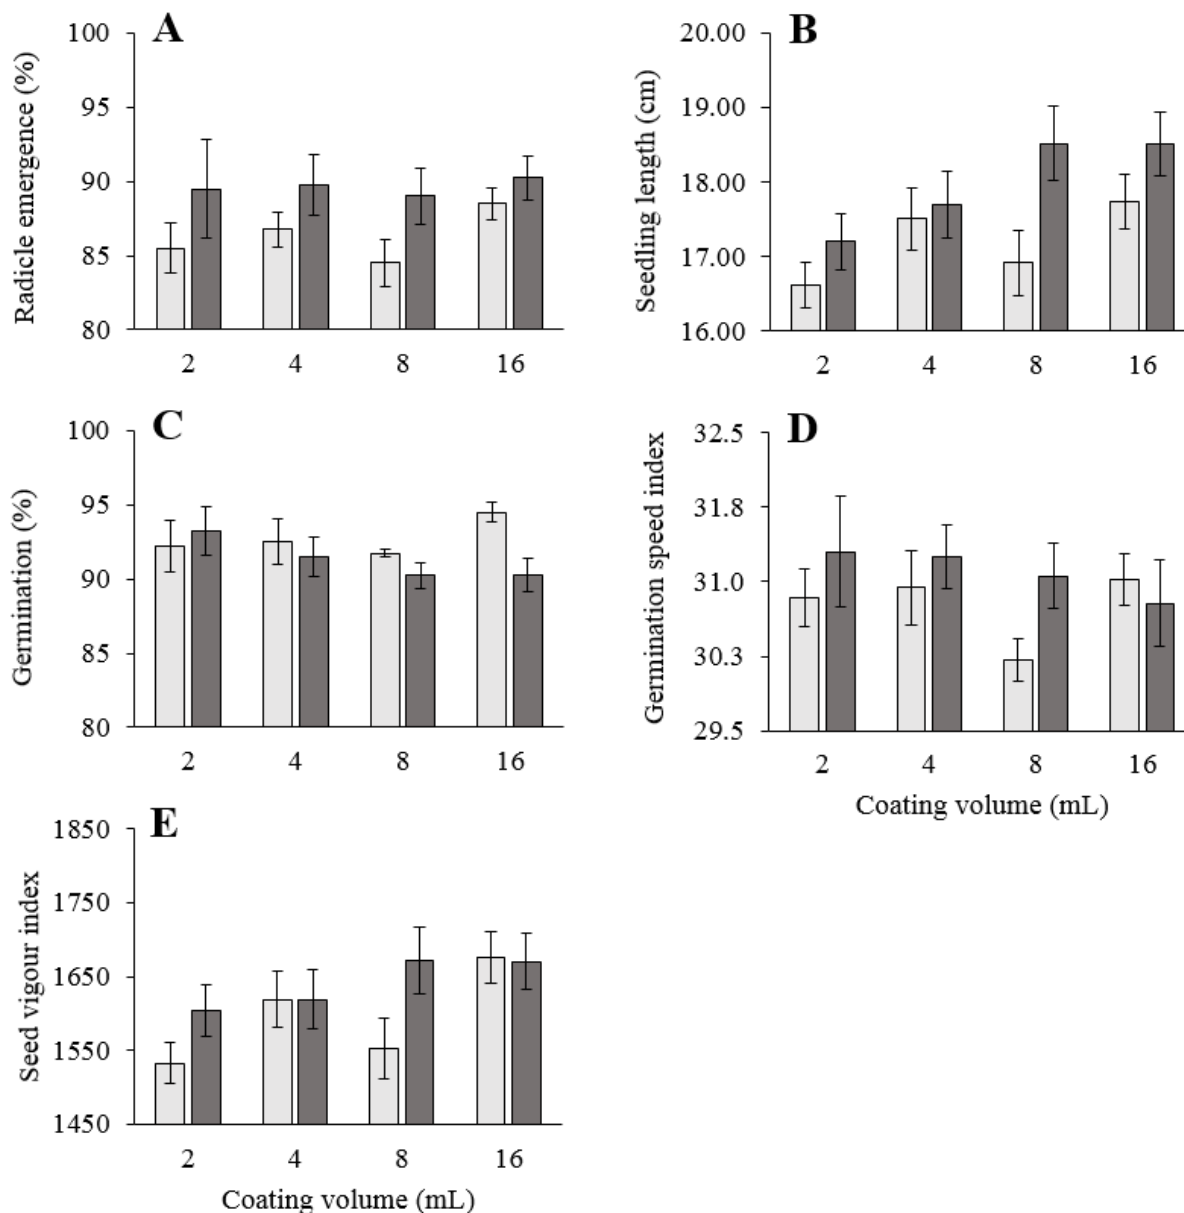 A
Radicle emergence (%)
100
95
90
85
80
2 4 8 16
B
Seedling length (cm)
20.00
19.00
18.00
17.00
16.00
2 4 8 16
C
Germination (%)
100
95
90
85
80
2 4 8 16
D
Germination speed index
32.5
31.8
31.0
30.3
29.5
2 4 8 16
Coating volume (mL)
E
Seed vigour index
1850
1750
1650
1550
1450
2 4 8 16
Coating volume (mL)